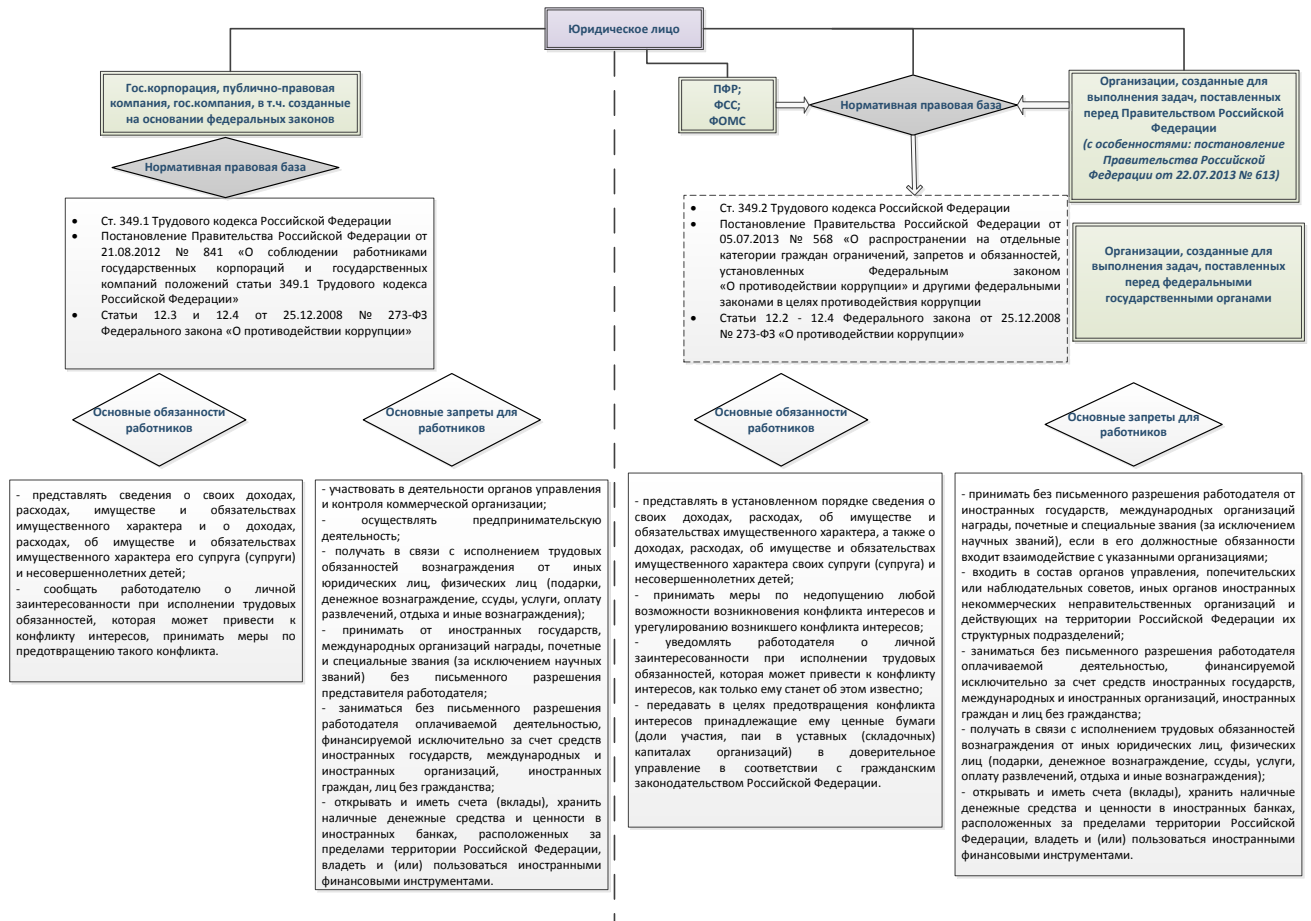 Юридическое лицо
Гос.корпорация, публично-правовая
компания, гос.компания, в т.ч. созданные
на основании федеральных законов
Нормативная правовая база
• Ст. 349.1 Трудового кодекса Российской Федерации
• Постановление Правительства Российской Федерации от
21.08.2012 № 841 «О соблюдении работниками
государственных корпораций и государственных
компаний положений статьи 349.1 Трудового кодекса
Российской Федерации»
• Статьи 12.3 и 12.4 от 25.12.2008 № 273-ФЗ
Федерального закона «О противодействии коррупции»
Основные обязанности
работников
- представлять сведения о своих доходах,
расходах, имуществе и обязательствах
имущественного характера и о доходах,
расходах, об имуществе и обязательствах
имущественного характера его супруга (супруги)
и несовершеннолетних детей;
- сообщать работодателю о личной
заинтересованности при исполнении трудовых
обязанностей, которая может привести к
конфликту интересов, принимать меры по
предотвращению такого конфликта.
Основные запреты для
работников
- участвовать в деятельности органов управления
и контроля коммерческой организации;
- осуществлять предпринимательскую
деятельность;
- получать в связи с исполнением трудовых
обязанностей вознаграждения от иных
юридических лиц, физических лиц (подарки,
денежное вознаграждение, ссуды, услуги, оплату
развлечений, отдыха и иные вознаграждения);
- принимать от иностранных государств,
международных организаций награды, почетные
и специальные звания (за исключением научных
званий) без письменного разрешения
представителя работодателя;
- заниматься без письменного разрешения
работодателя оплачиваемой деятельностью,
финансируемой исключительно за счет средств
иностранных государств, международных и
иностранных организаций, иностранных
граждан, лиц без гражданства;
- открывать и иметь счета (вклады), хранить
наличные денежные средства и ценности в
иностранных банках, расположенных за
пределами территории Российской Федерации,
владеть и (или) пользоваться иностранными
финансовыми инструментами.
ПФР;
ФСС;
ФОМС
Нормативная правовая база
Организации, созданные для
выполнения задач, поставленных
перед Правительством Российской
Федерации
(с особенностями: постановление
Правительства Российской
Федерации от 22.07.2013 № 613)
• Ст. 349.2 Трудового кодекса Российской Федерации
• Постановление Правительства Российской Федерации от
05.07.2013 № 568 «О распространении на отдельные
категории граждан ограничений, запретов и обязанностей,
установленных Федеральным законом
«О противодействии коррупции» и другими федеральными
законами в целях противодействия коррупции
• Статьи 12.2 - 12.4 Федерального закона от 25.12.2008
№ 273-ФЗ «О противодействии коррупции»
Организации, созданные для
выполнения задач, поставленных
перед федеральными
государственными органами
Основные обязанности
работников
- представлять в установленном порядке сведения о
своих доходах, расходах, об имуществе и
обязательствах имущественного характера, а также о
доходах, расходах, об имуществе и обязательствах
имущественного характера своих супруги (супруга) и
несовершеннолетних детей;
- принимать меры по недопущению любой
возможности возникновения конфликта интересов и
урегулированию возникшего конфликта интересов;
- уведомлять работодателя о личной
заинтересованности при исполнении трудовых
обязанностей, которая может привести к конфликту
интересов, как только ему станет об этом известно;
- передавать в целях предотвращения конфликта
интересов принадлежащие ему ценные бумаги
(доли участия, паи в уставных (складочных)
капиталах организаций) в доверительное
управление в соответствии с гражданским
законодательством Российской Федерации.
Основные запреты для
работников
- принимать без письменного разрешения работодателя от
иностранных государств, международных организаций
награды, почетные и специальные звания (за исключением
научных званий), если в его должностные обязанности
входит взаимодействие с указанными организациями;
- входить в состав органов управления, попечительских
или наблюдательных советов, иных органов иностранных
некоммерческих неправительственных организаций и
действующих на территории Российской Федерации их
структурных подразделений;
- заниматься без письменного разрешения работодателя
оплачиваемой деятельностью, финансируемой
исключительно за счет средств иностранных государств,
международных и иностранных организаций, иностранных
граждан и лиц без гражданства;
- получать в связи с исполнением трудовых обязанностей
вознаграждения от иных юридических лиц, физических
лиц (подарки, денежное вознаграждение, ссуды, услуги,
оплату развлечений, отдыха и иные вознаграждения);
- открывать и иметь счета (вклады), хранить наличные
денежные средства и ценности в иностранных банках,
расположенных за пределами территории Российской
Федерации, владеть и (или) пользоваться иностранными
финансовыми инструментами.